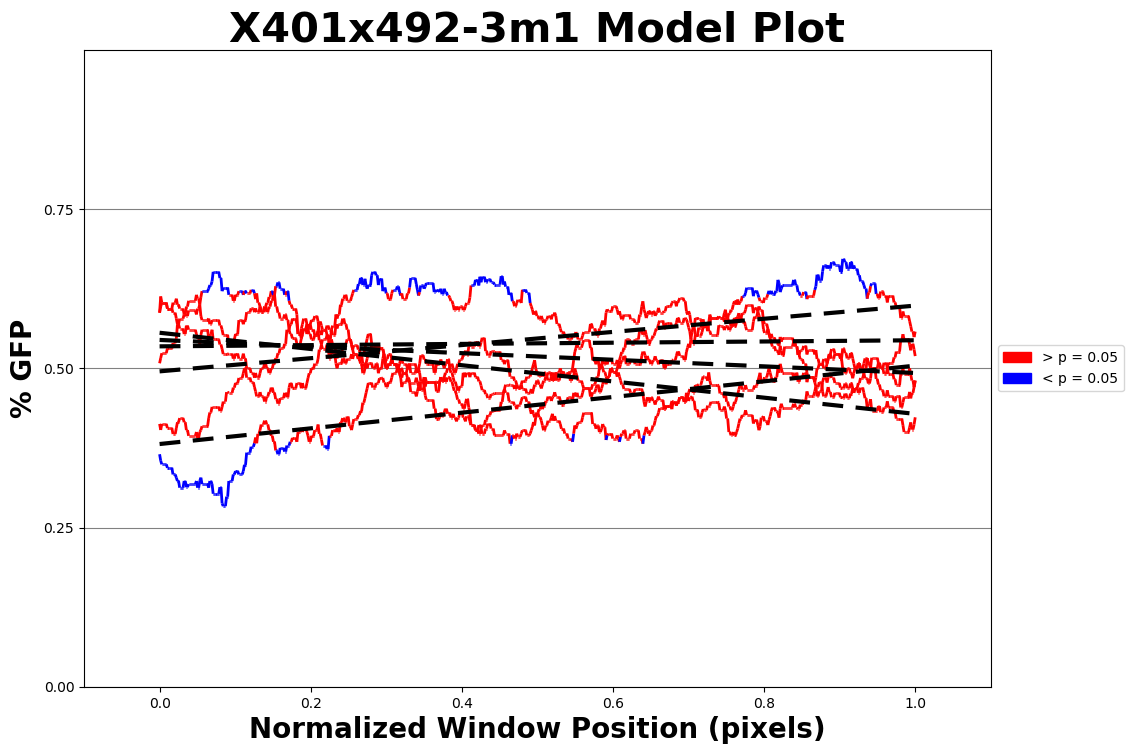 X401x492-3m1 Model Plot
% GFP
0.75
0.50
0.25
0.00
0.0 0.2 0.4 0.6 0.8 1.0
Normalized Window Position (pixels)
> p = 0.05
< p = 0.05